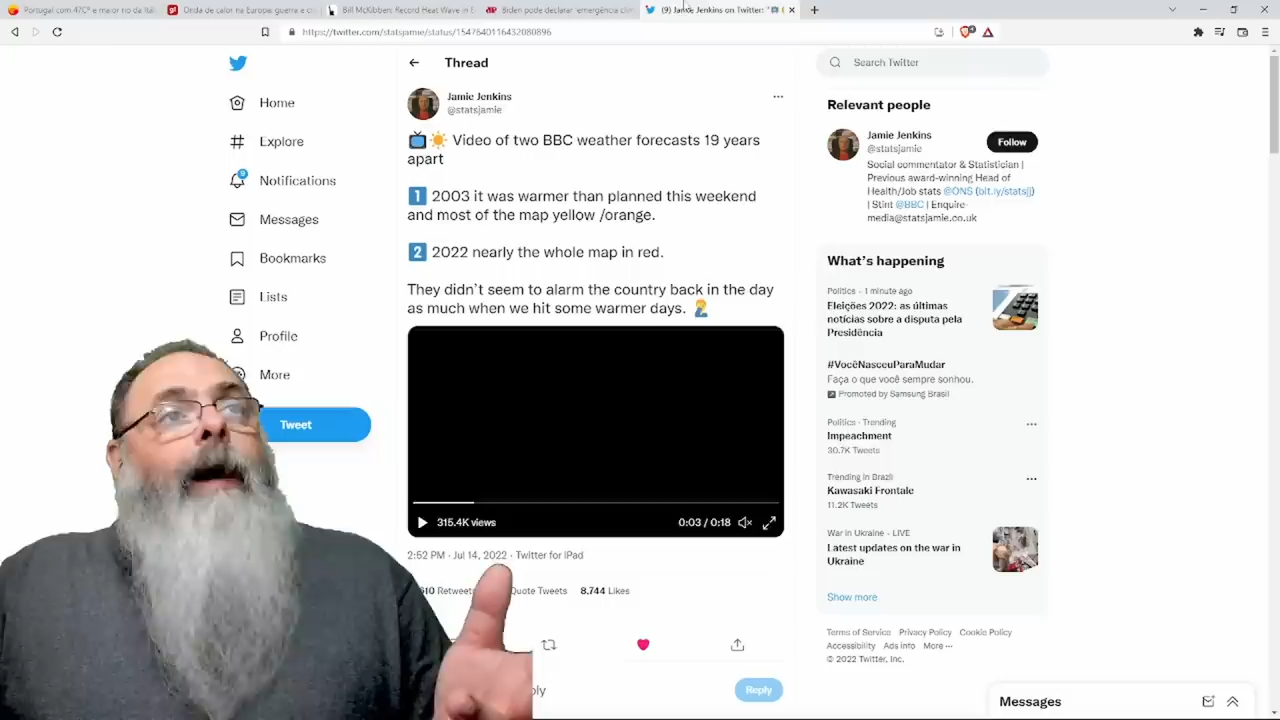 Portugal com 47ºC e maior rio da Itáli
Onda de calor na Europa: guerra e co
Bill McKibbens Record Heat Wave in E
Biden pode declarar 'emergência clim
(9) Jamie Jenkins on Twitter: "
https://twitter.com/statsjamie/status/1547640116432080896
Home
Explore
9
Notifications
Messages
Bookmarks
Lists
Profile
More
Tweet
Thread
Jamie Jenkins
@statsjamie
📺☀️ Video of two BBC weather forecasts 19 years
apart
1️⃣ 2003 it was warmer than planned this weekend
and most of the map yellow /orange.
2️⃣ 2022 nearly the whole map in red.
They didn't seem to alarm the country back in the day
as much when we hit some warmer days. 🤦‍♂️
315.4K views
0:03 / 0:18
2:52 PM · Jul 14, 2022 · Twitter for iPad
Retweets Quote Tweets 8,744 Likes
Reply
Search Twitter
Relevant people
Jamie Jenkins
@statsjamie
Follow
Social commentator & Statistician |
Previous award-winning Head of
Health/Job stats @ONS (bit.ly/statsjj)
| Stint @BBC | Enquire-
media@statsjamie.co.uk
What's happening
Politics · 1 minute ago
Eleições 2022: as últimas
notícias sobre a disputa pela
Presidência
#VocêNasceuParaMudar
Faça o que você sempre sonhou.
Promoted by Samsung Brasil
Politics · Trending
Impeachment
30.7K Tweets
Trending in Brazil
Kawasaki Frontale
11.2K Tweets
War in Ukraine · LIVE
Latest updates on the war in
Ukraine
Show more
Terms of Service Privacy Policy Cookie Policy
Accessibility Ads info More ···
© 2022 Twitter, Inc.
Messages